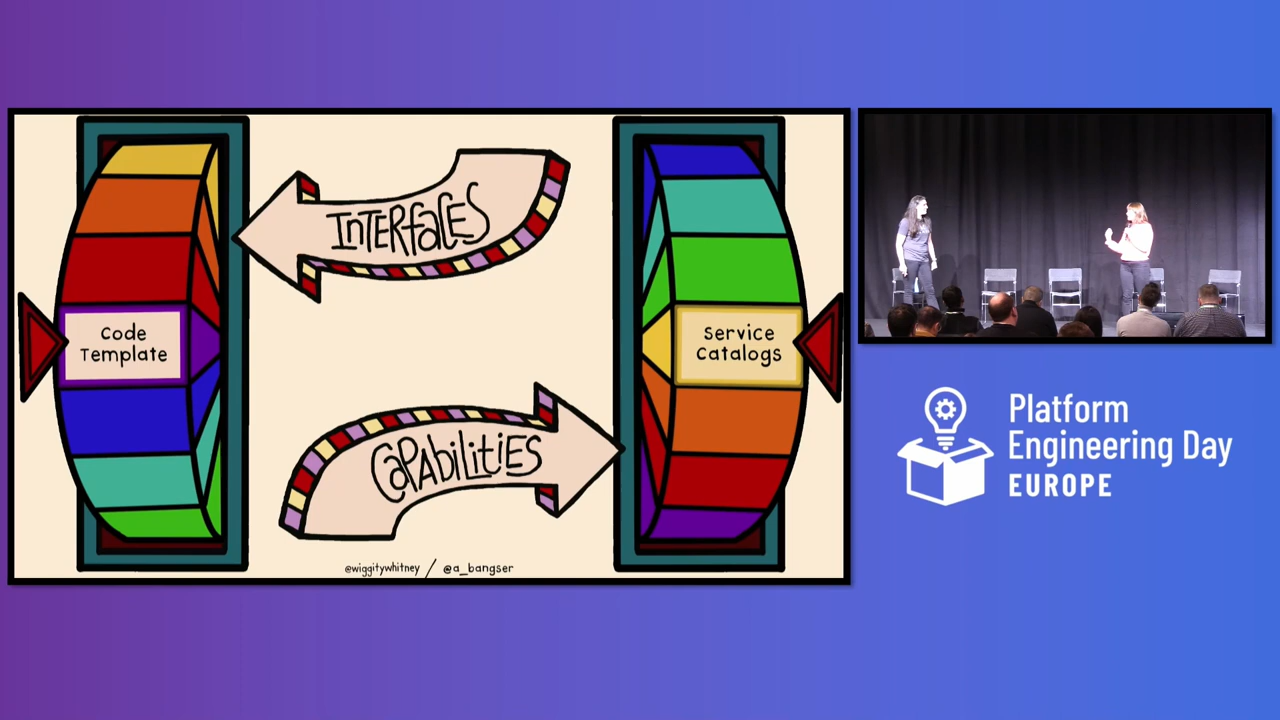 INTERFACES
Code
Template
Service
Catalogs
CAPABILITIES
@wiggitywhitney / @a_bangser
Platform
Engineering Day
EUROPE